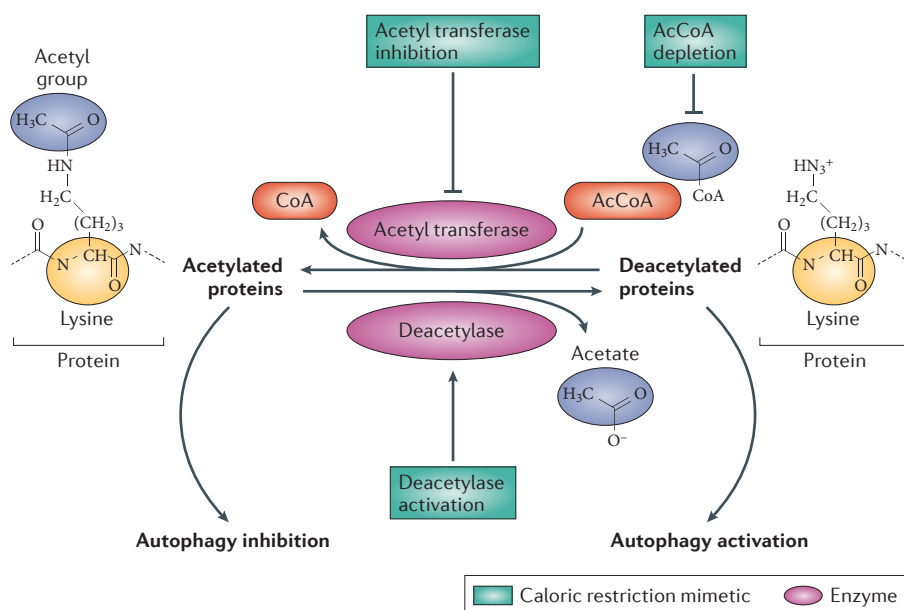 Acetyl transferase
inhibition
AcCoA
depletion
Acetyl
group
H₃C
O
HN
H₂C
(CH₂)₃
O
N
CH
N
O
Lysine
Protein
H₃C
O
CoA
HN₃⁺
H₂C
(CH₂)₃
O
N
CH
N
O
Lysine
Protein
CoA
AcCoA
Acetyl transferase
Acetylated
proteins
Deacetylated
proteins
Deacetylase
Acetate
H₃C
O
O⁻
Deacetylase
activation
Autophagy inhibition
Autophagy activation
Caloric restriction mimetic
Enzyme